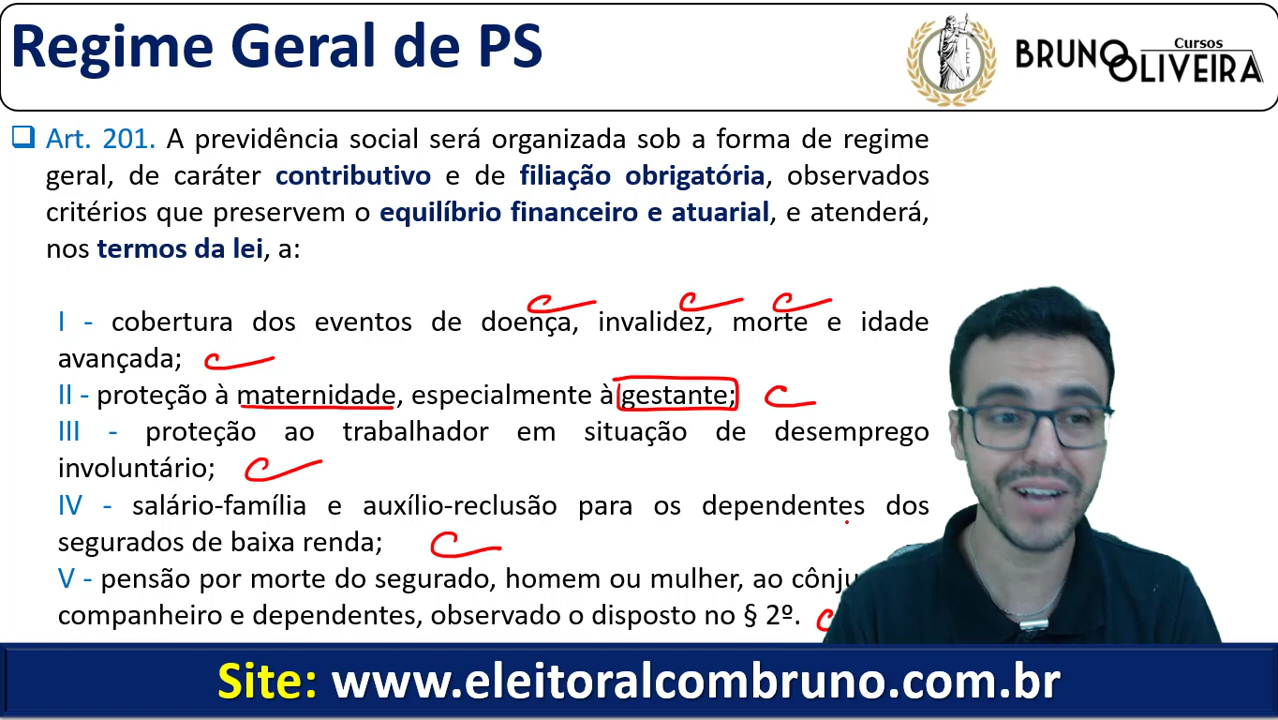 Regime Geral de PS
Cursos
BRUNO OLIVEIRA
LEX
Art. 201. A previdência social será organizada sob a forma de regime
geral, de caráter contributivo e de filiação obrigatória, observados
critérios que preservem o equilíbrio financeiro e atuarial, e atenderá,
nos termos da lei, a:
I - cobertura dos eventos de doença, invalidez, morte e idade
avançada;
II - proteção à maternidade, especialmente à gestante;
III - proteção ao trabalhador em situação de desemprego
involuntário;
IV - salário-família e auxílio-reclusão para os dependentes dos
segurados de baixa renda;
V - pensão por morte do segurado, homem ou mulher, ao
companheiro e dependentes, observado o disposto no § 2º.
Site: www.eleitoralcombruno.com.br